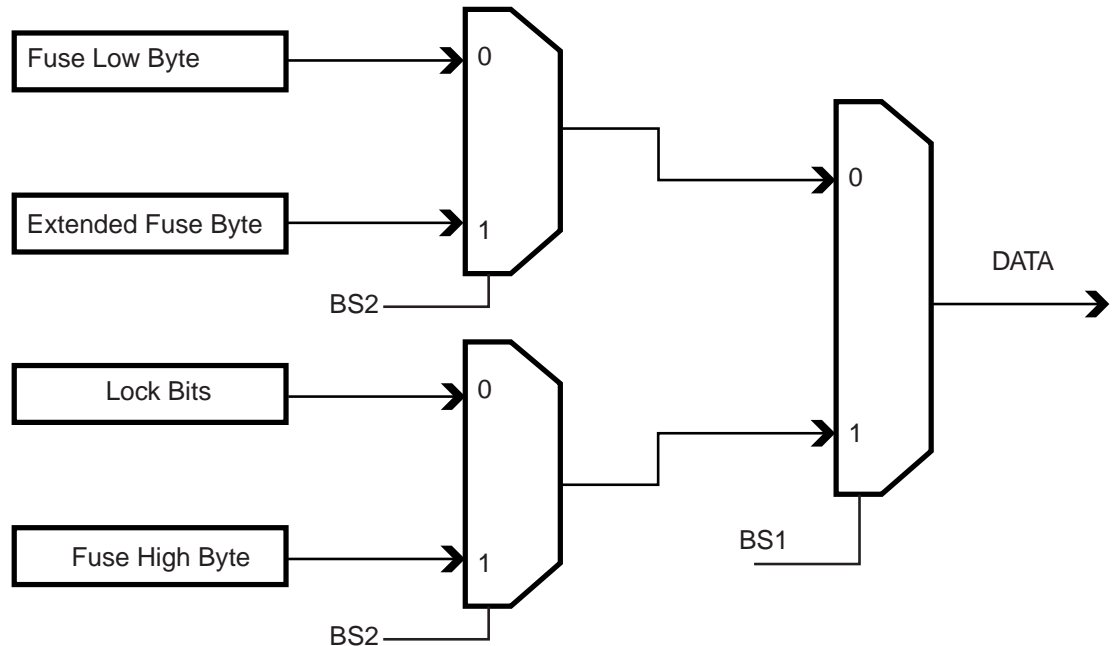 Fuse Low Byte
0
Extended Fuse Byte
1
BS2
0
DATA
Lock Bits
0
1
Fuse High Byte
1
BS1
BS2